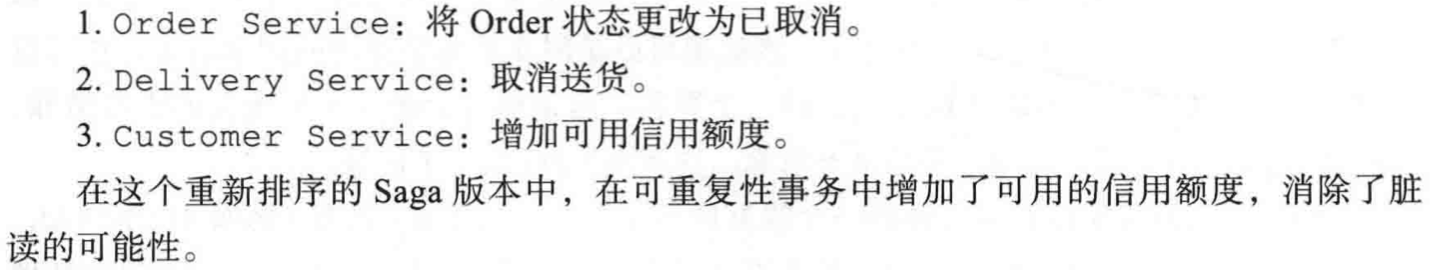 1. Order Service：将 Order 状态更改为已取消。
2. Delivery Service：取消送货。
3. Customer Service：增加可用信用额度。
在这个重新排序的 Saga 版本中，在可重复性事务中增加了可用的信用额度，消除了脏
读的可能性。